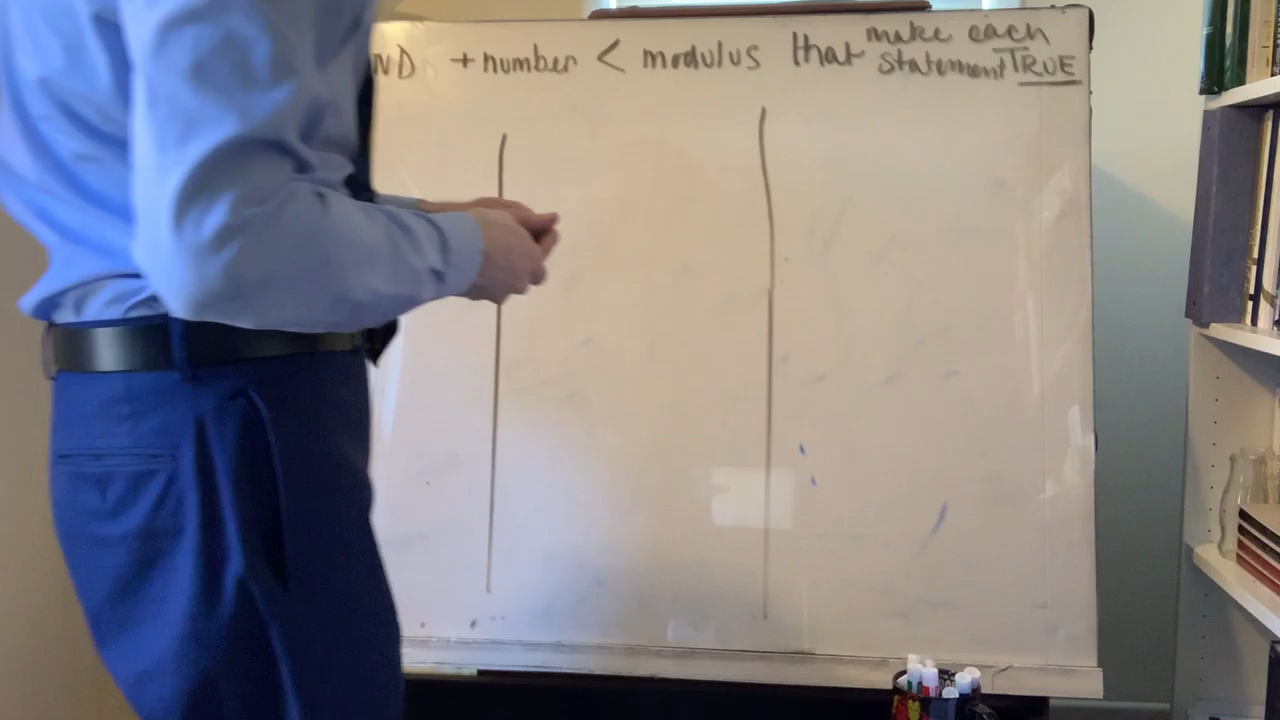 ND + number < modulus that make each
statement TRUE